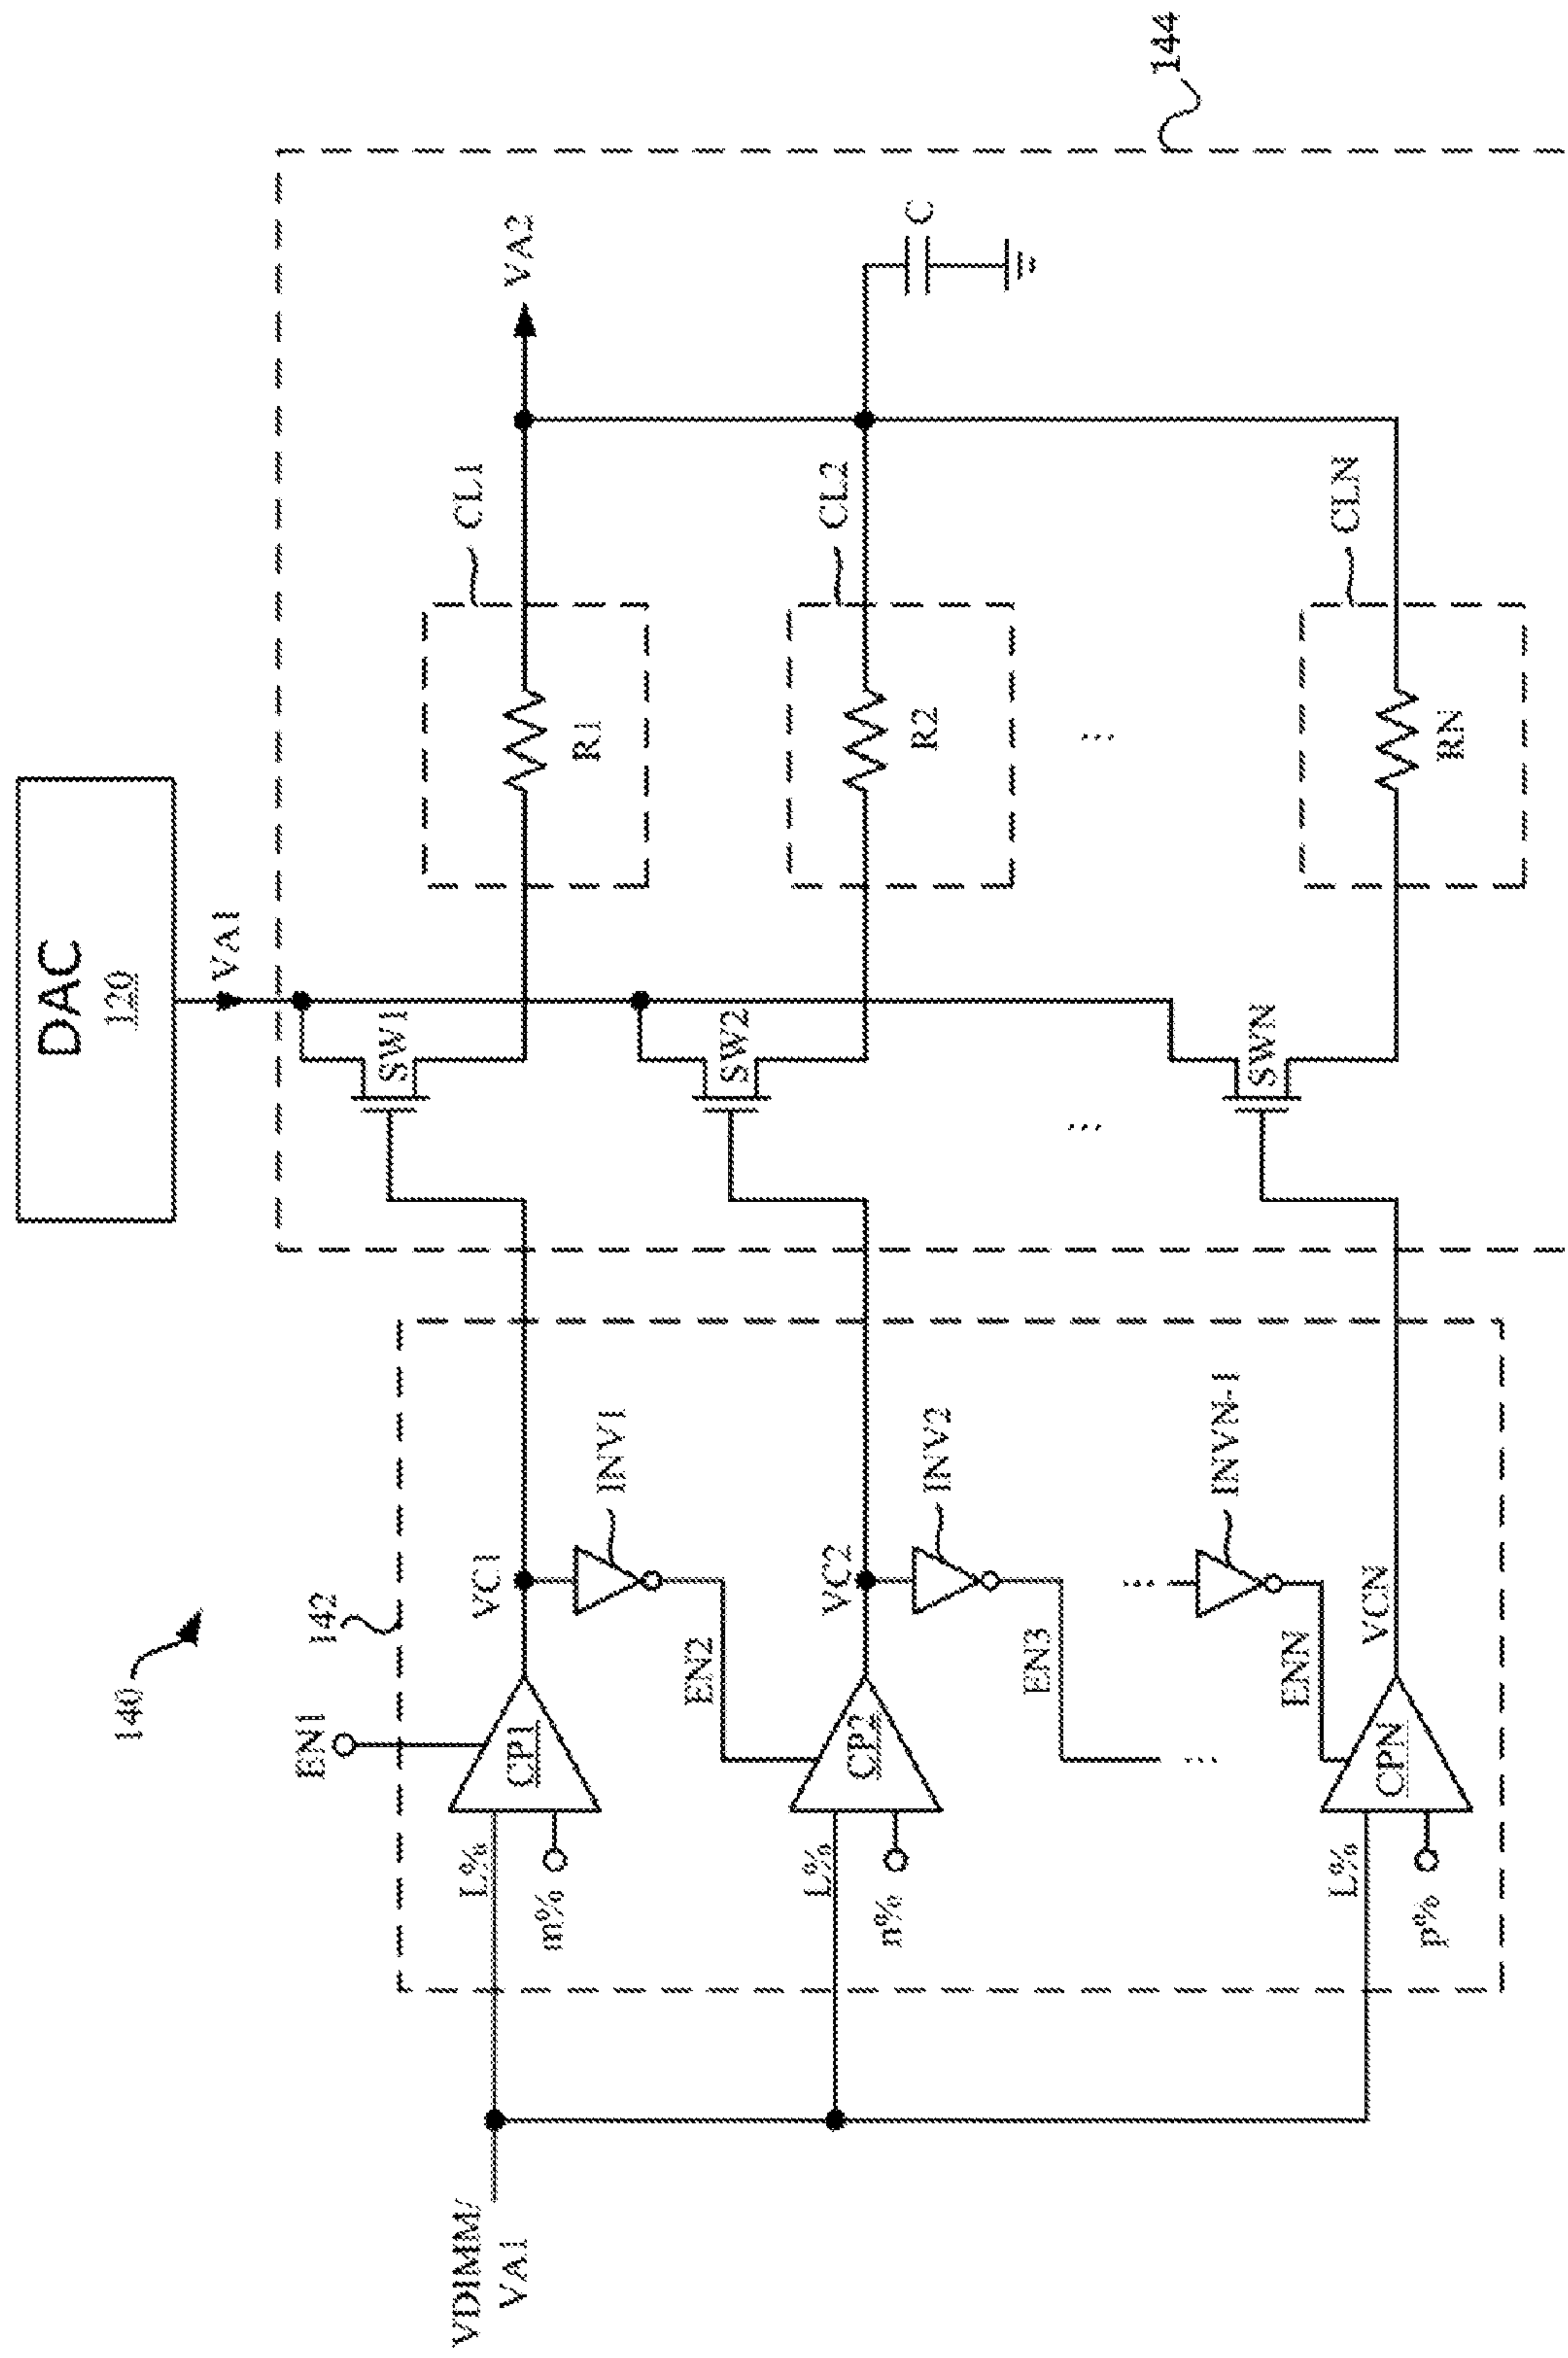 140
DAC
120
VA1
144
EN1
142
VC1
SW1
CL1
VA2
VDIMM/
VA1
L%
CP1
m%
INV1
R1
EN2
VC2
SW2
CL2
C
L%
CP2
n%
INV2
R2
EN3
⋮
⋮
⋮
⋮
INVN-1
ENN
VCN
SWN
CLN
L%
CPN
p%
RN